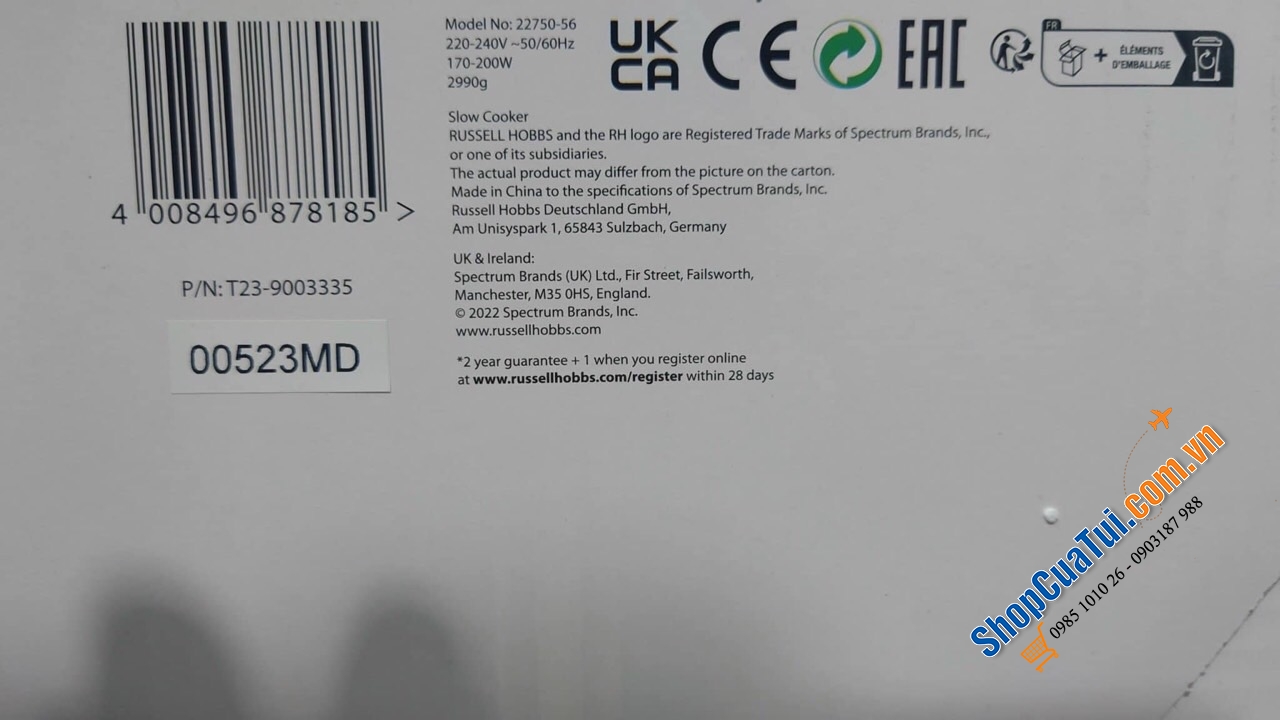 4 008496 878185 >
P/N: T23-9003335
00523MD
Model No: 22750-56
220-240V ~50/60Hz
170-200W
2990g
UK
CA
CE
EAC
FR
+ ÉLÉMENTS
D'EMBALLAGE
Slow Cooker
RUSSELL HOBBS and the RH logo are Registered Trade Marks of Spectrum Brands, Inc.,
or one of its subsidiaries.
The actual product may differ from the picture on the carton.
Made in China to the specifications of Spectrum Brands, Inc.
Russell Hobbs Deutschland GmbH,
Am Unisyspark 1, 65843 Sulzbach, Germany
UK & Ireland:
Spectrum Brands (UK) Ltd., Fir Street, Failsworth,
Manchester, M35 0HS, England.
© 2022 Spectrum Brands, Inc.
www.russellhobbs.com
*2 year guarantee + 1 when you register online
at www.russellhobbs.com/register within 28 days
ShopCuaTui.com.vn
0985 1010 26 - 0903187 988